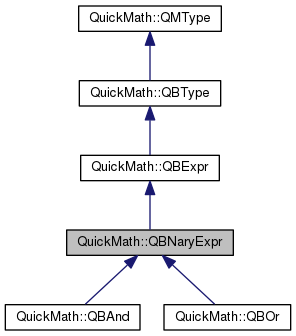 QuickMath::QMType
QuickMath::QBType
QuickMath::QBExpr
QuickMath::QBNaryExpr
QuickMath::QBAnd
QuickMath::QBOr